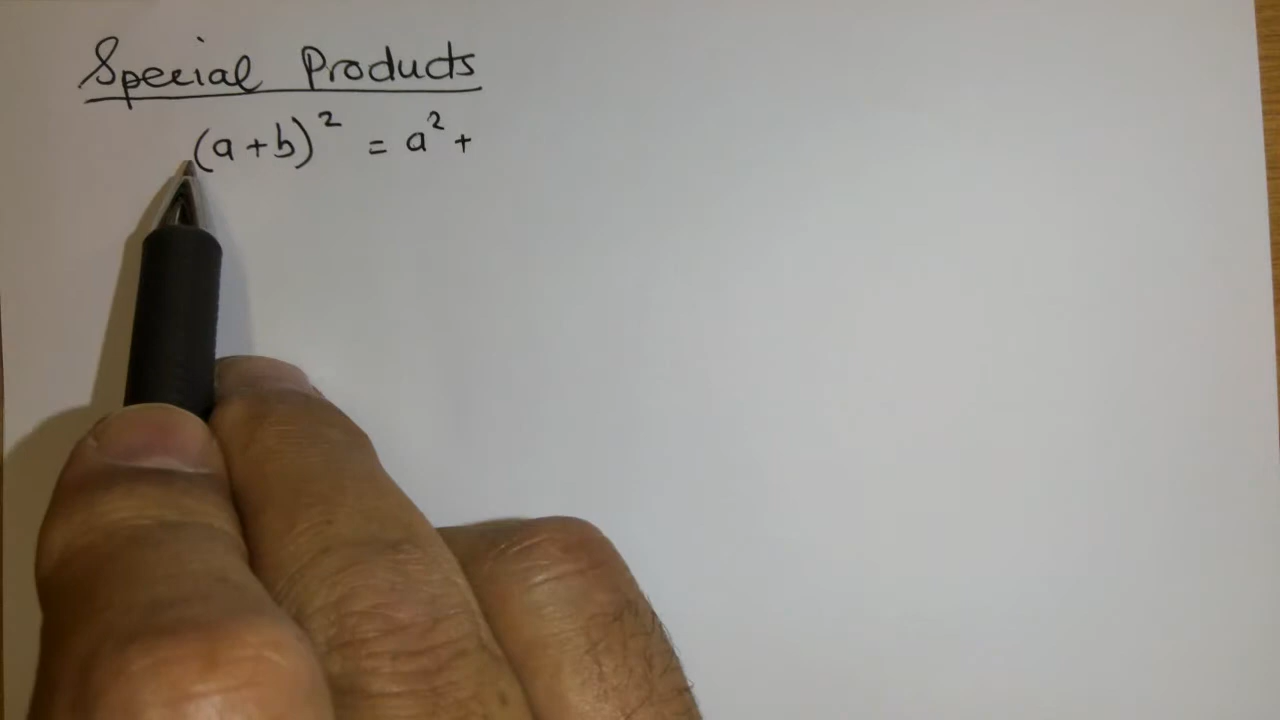 Special Products
(a+b)² = a² +